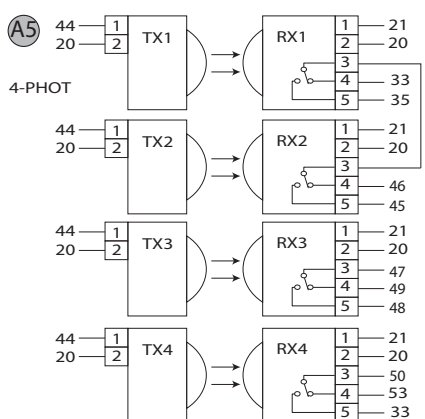 A5
4-PHOT
44 1 TX1 RX1 1 21
20 2 2 20
3
4 33
5 35
44 1 TX2 RX2 1 21
20 2 2 20
3
4 46
5 45
44 1 TX3 RX3 1 21
20 2 2 20
3 47
4 49
5 48
44 1 TX4 RX4 1 21
20 2 2 20
3 50
4 53
5 33